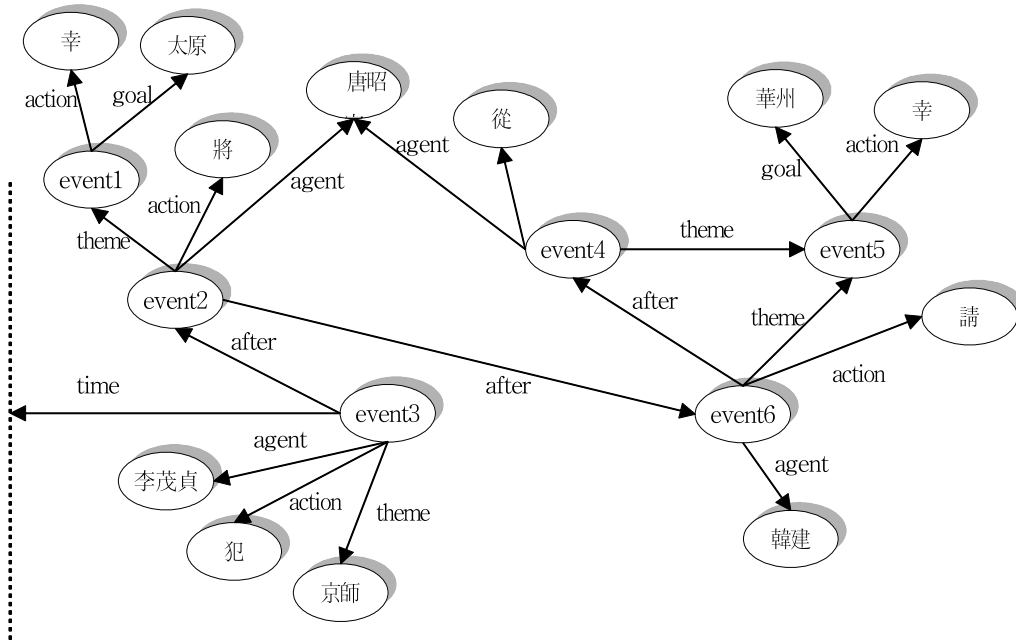 幸
太原
唐昭
action
goal
華州
幸
從
將
agent
action
event1
agent
goal
action
theme
event4
theme
event5
event2
after
theme
請
after
time
after
action
event3
event6
agent
agent
李茂貞
action
theme
韓建
犯
京師